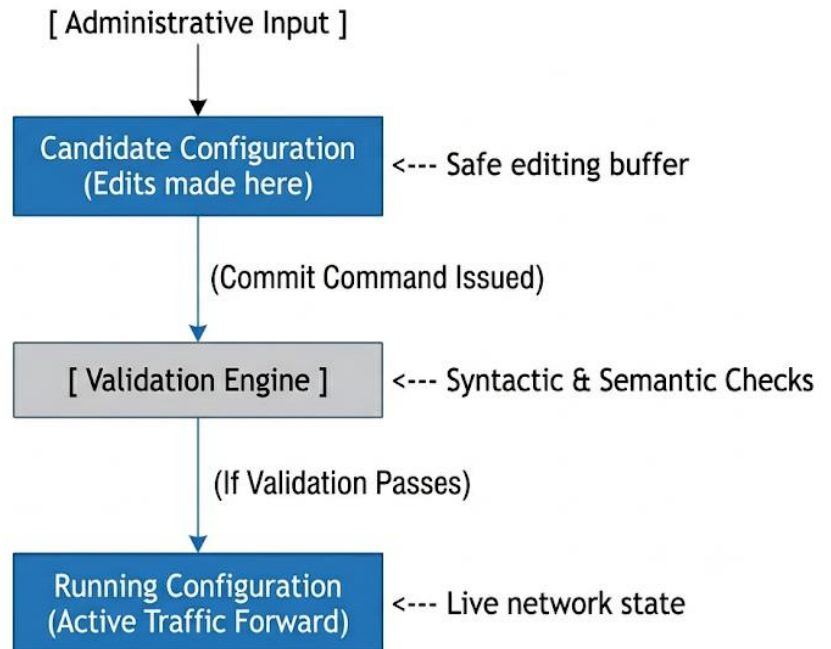 [ Administrative Input ]
Candidate Configuration
(Edits made here)
<--- Safe editing buffer
(Commit Command Issued)
[ Validation Engine ]
<--- Syntactic & Semantic Checks
(If Validation Passes)
Running Configuration
(Active Traffic Forward)
<--- Live network state